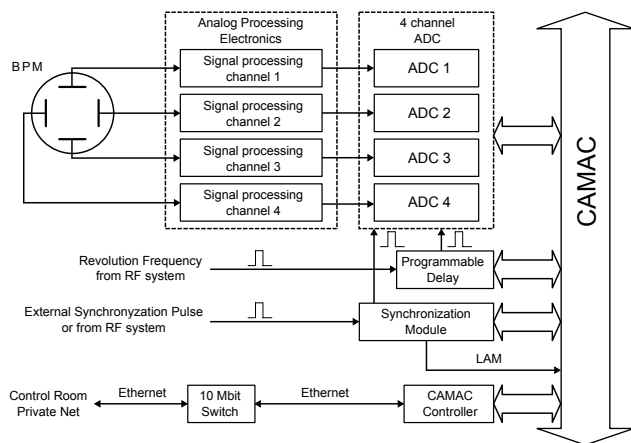 Analog Processing
Electronics
4 channel
ADC
BPM
Signal processing
channel 1
ADC 1
Signal processing
channel 2
ADC 2
Signal processing
channel 3
ADC 3
Signal processing
channel 4
ADC 4
CAMAC
Revolution Frequency
from RF system
Programmable
Delay
External Synchronyzation Pulse
or from RF system
Synchronization
Module
LAM
Control Room
Private Net
Ethernet
10 Mbit
Switch
Ethernet
CAMAC
Controller